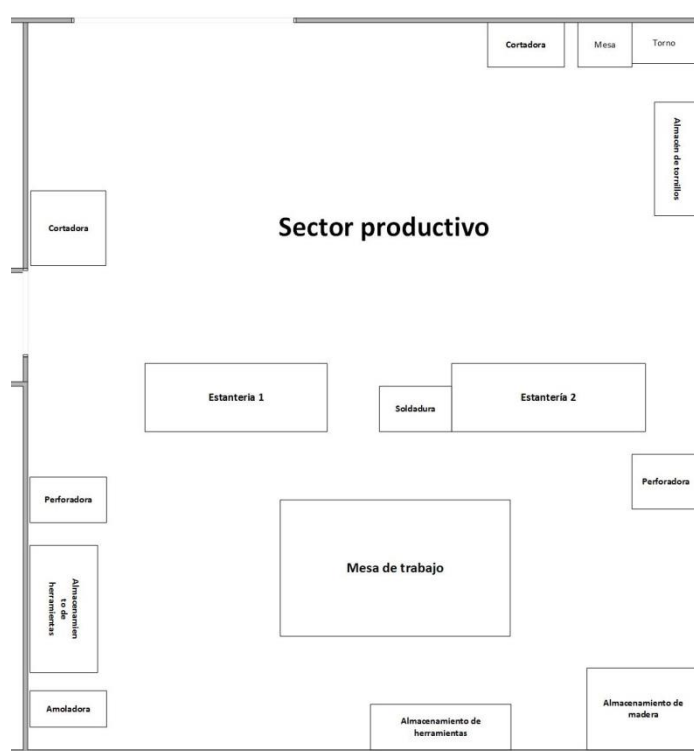 Cortadora
Mesa
Torno
Almacén de tornillos
Cortadora
Sector productivo
Estanteria 1
Soldadura
Estantería 2
Perforadora
Perforadora
Mesa de trabajo
Almacenamien
to de
herramientas
Amoladora
Almacenamiento de
herramientas
Almacenamiento de
madera